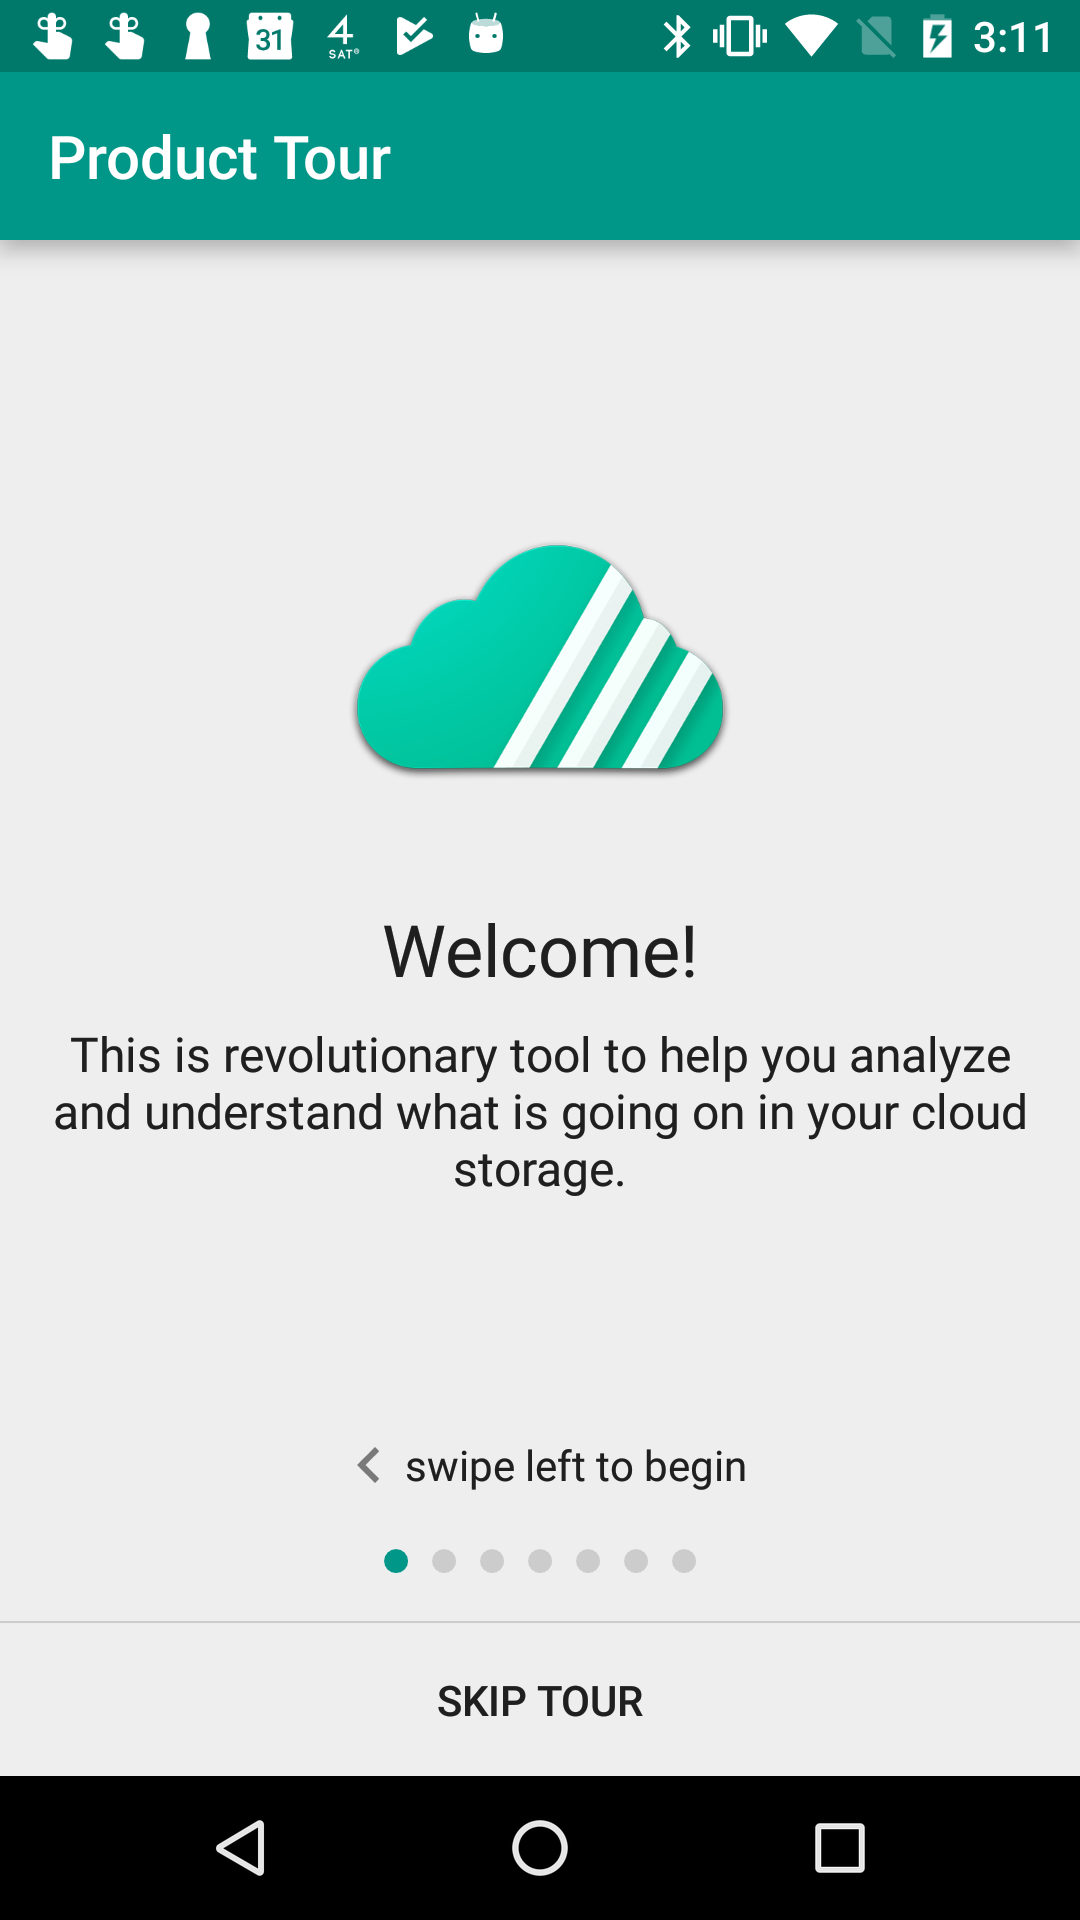 31
4
SAT®
3:11
Product Tour
Welcome!
This is revolutionary tool to help you analyze
and understand what is going on in your cloud
storage.
swipe left to begin
SKIP TOUR